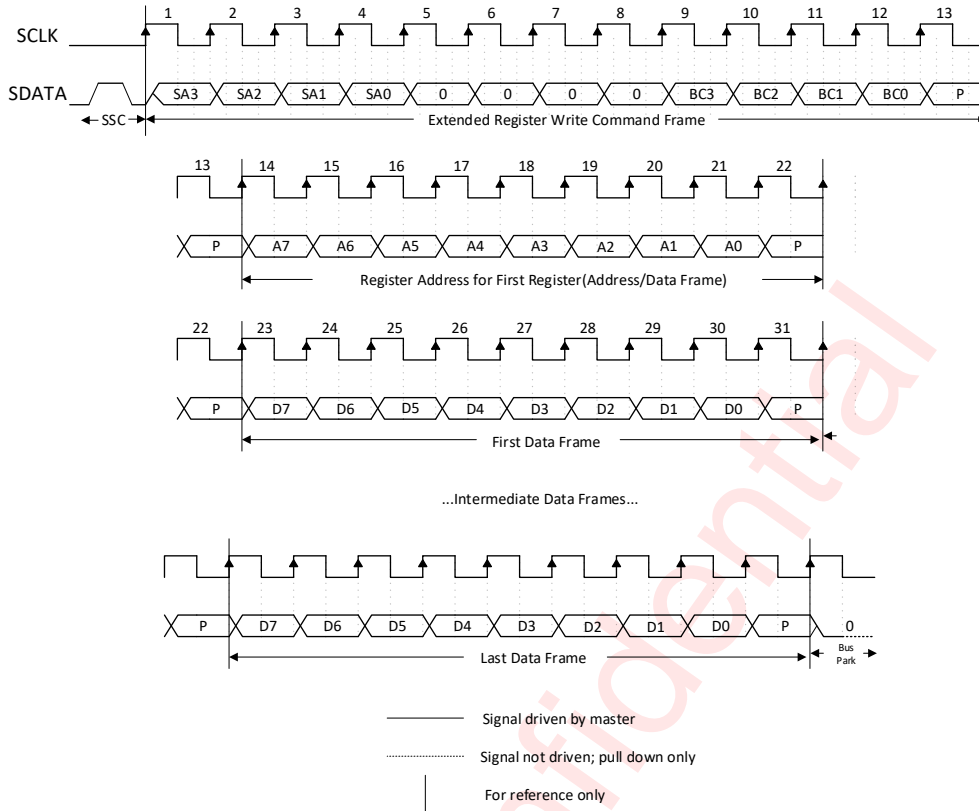 1 2 3 4 5 6 7 8 9 10 11 12 13
SCLK
SDATA SA3 SA2 SA1 SA0 0 0 0 0 BC3 BC2 BC1 BC0 P
SSC Extended Register Write Command Frame
13 14 15 16 17 18 19 20 21 22
P A7 A6 A5 A4 A3 A2 A1 A0 P
Register Address for First Register(Address/Data Frame)
22 23 24 25 26 27 28 29 30 31
P D7 D6 D5 D4 D3 D2 D1 D0 P
First Data Frame
...Intermediate Data Frames...
P D7 D6 D5 D4 D3 D2 D1 D0 P 0
Last Data Frame
Bus
Park
Signal driven by master
Signal not driven; pull down only
For reference only
nfidential